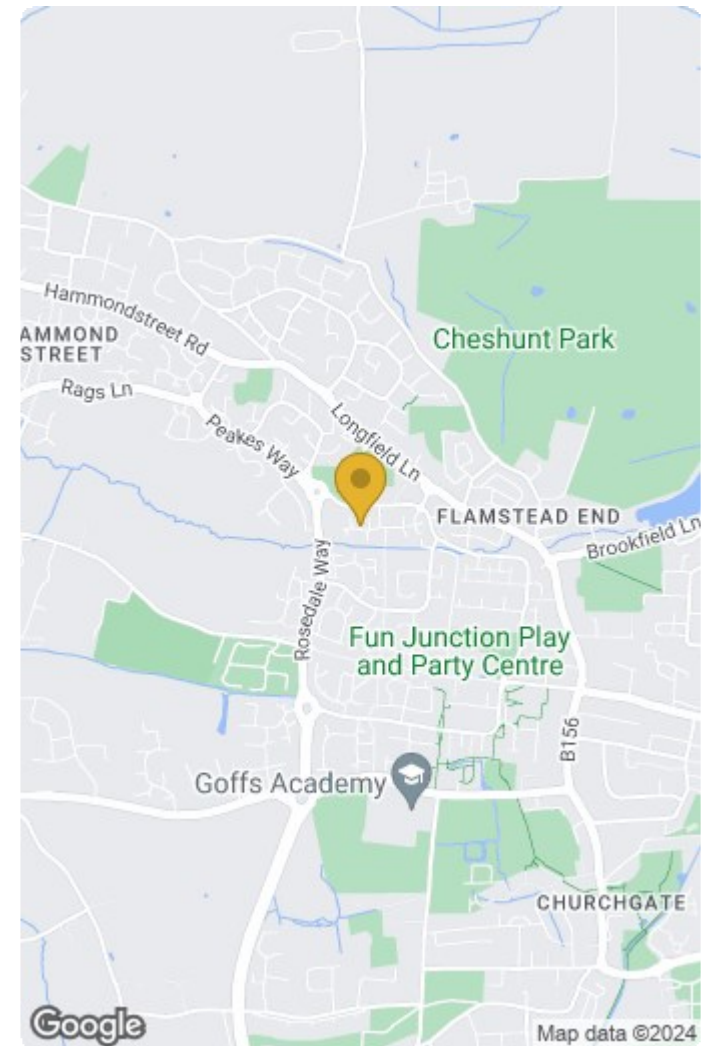 Hammondstreet Rd
Cheshunt Park
AMMOND
STREET
Rags Ln
Longfield Ln
Peakes Way
FLAMSTEAD END
Brookfield Ln
Rosedale Way
Fun Junction Play
and Party Centre
B156
Goffs Academy
CHURCHGATE
Google
Map data ©2024